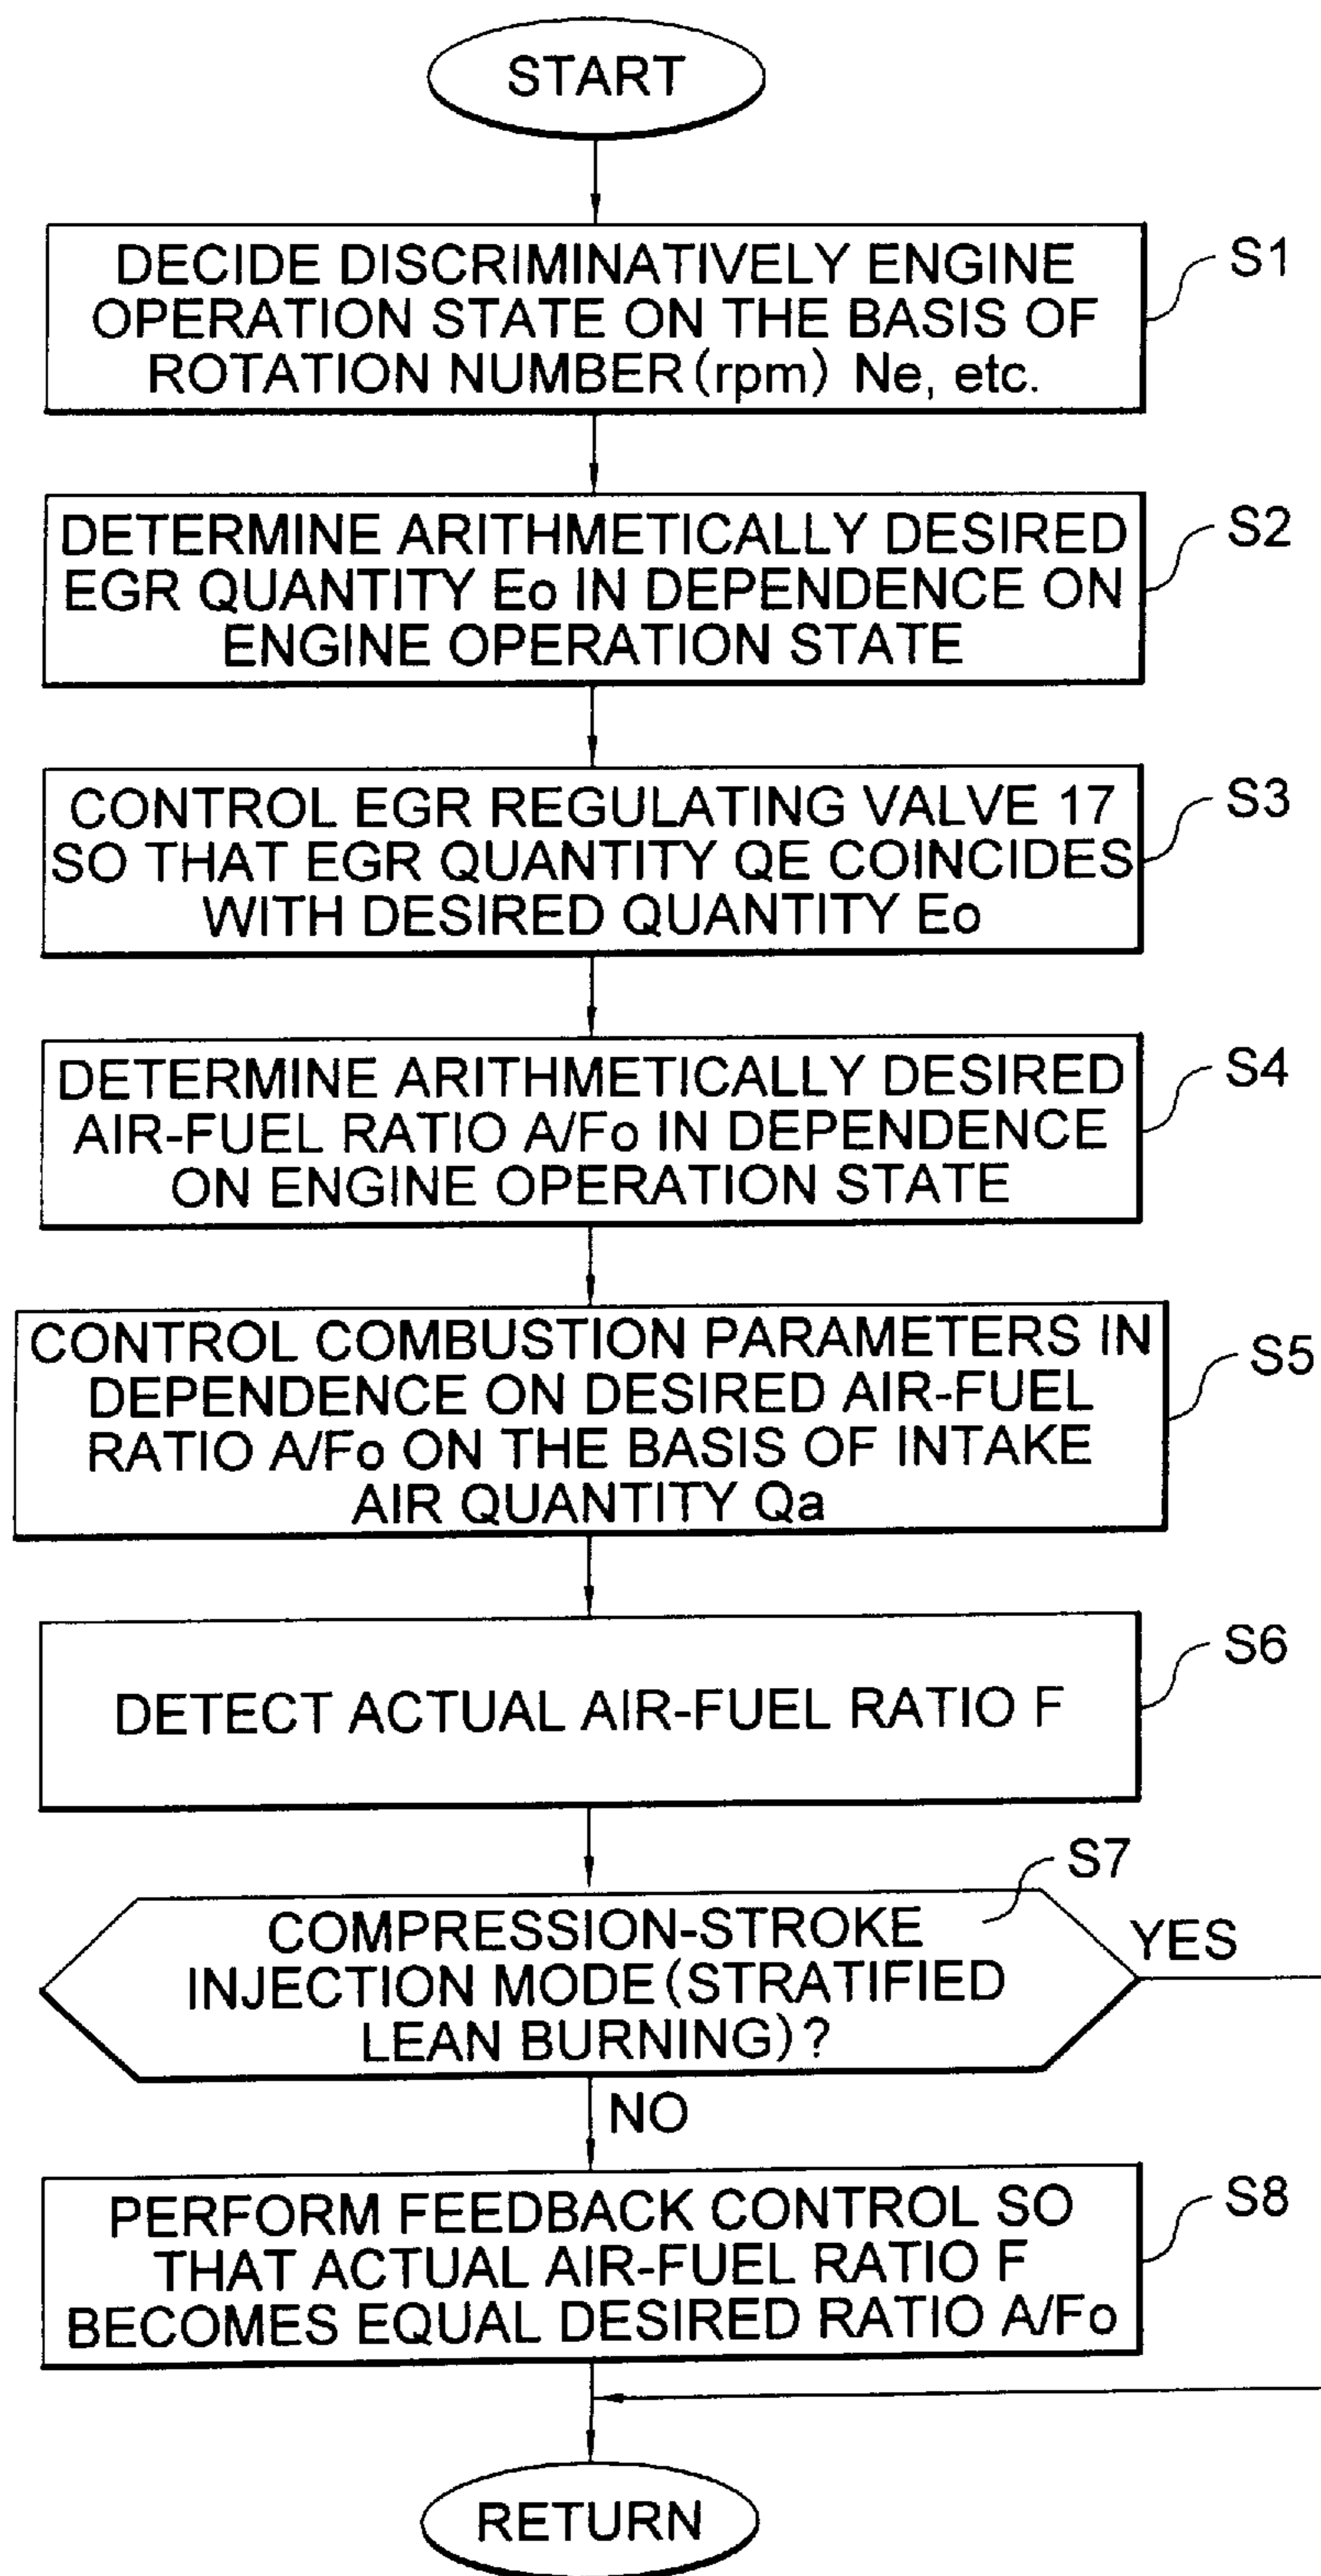 START
DECIDE DISCRIMINATIVELY ENGINE
OPERATION STATE ON THE BASIS OF
ROTATION NUMBER(rpm) Ne, etc.
S1
DETERMINE ARITHMETICALLY DESIRED
EGR QUANTITY Eo IN DEPENDENCE ON
ENGINE OPERATION STATE
S2
CONTROL EGR REGULATING VALVE 17
SO THAT EGR QUANTITY QE COINCIDES
WITH DESIRED QUANTITY Eo
S3
DETERMINE ARITHMETICALLY DESIRED
AIR-FUEL RATIO A/Fo IN DEPENDENCE
ON ENGINE OPERATION STATE
S4
CONTROL COMBUSTION PARAMETERS IN
DEPENDENCE ON DESIRED AIR-FUEL
RATIO A/Fo ON THE BASIS OF INTAKE
AIR QUANTITY Qa
S5
DETECT ACTUAL AIR-FUEL RATIO F
S6
COMPRESSION-STROKE
INJECTION MODE(STRATIFIED
LEAN BURNING)?
S7
YES
NO
PERFORM FEEDBACK CONTROL SO
THAT ACTUAL AIR-FUEL RATIO F
BECOMES EQUAL DESIRED RATIO A/Fo
S8
RETURN